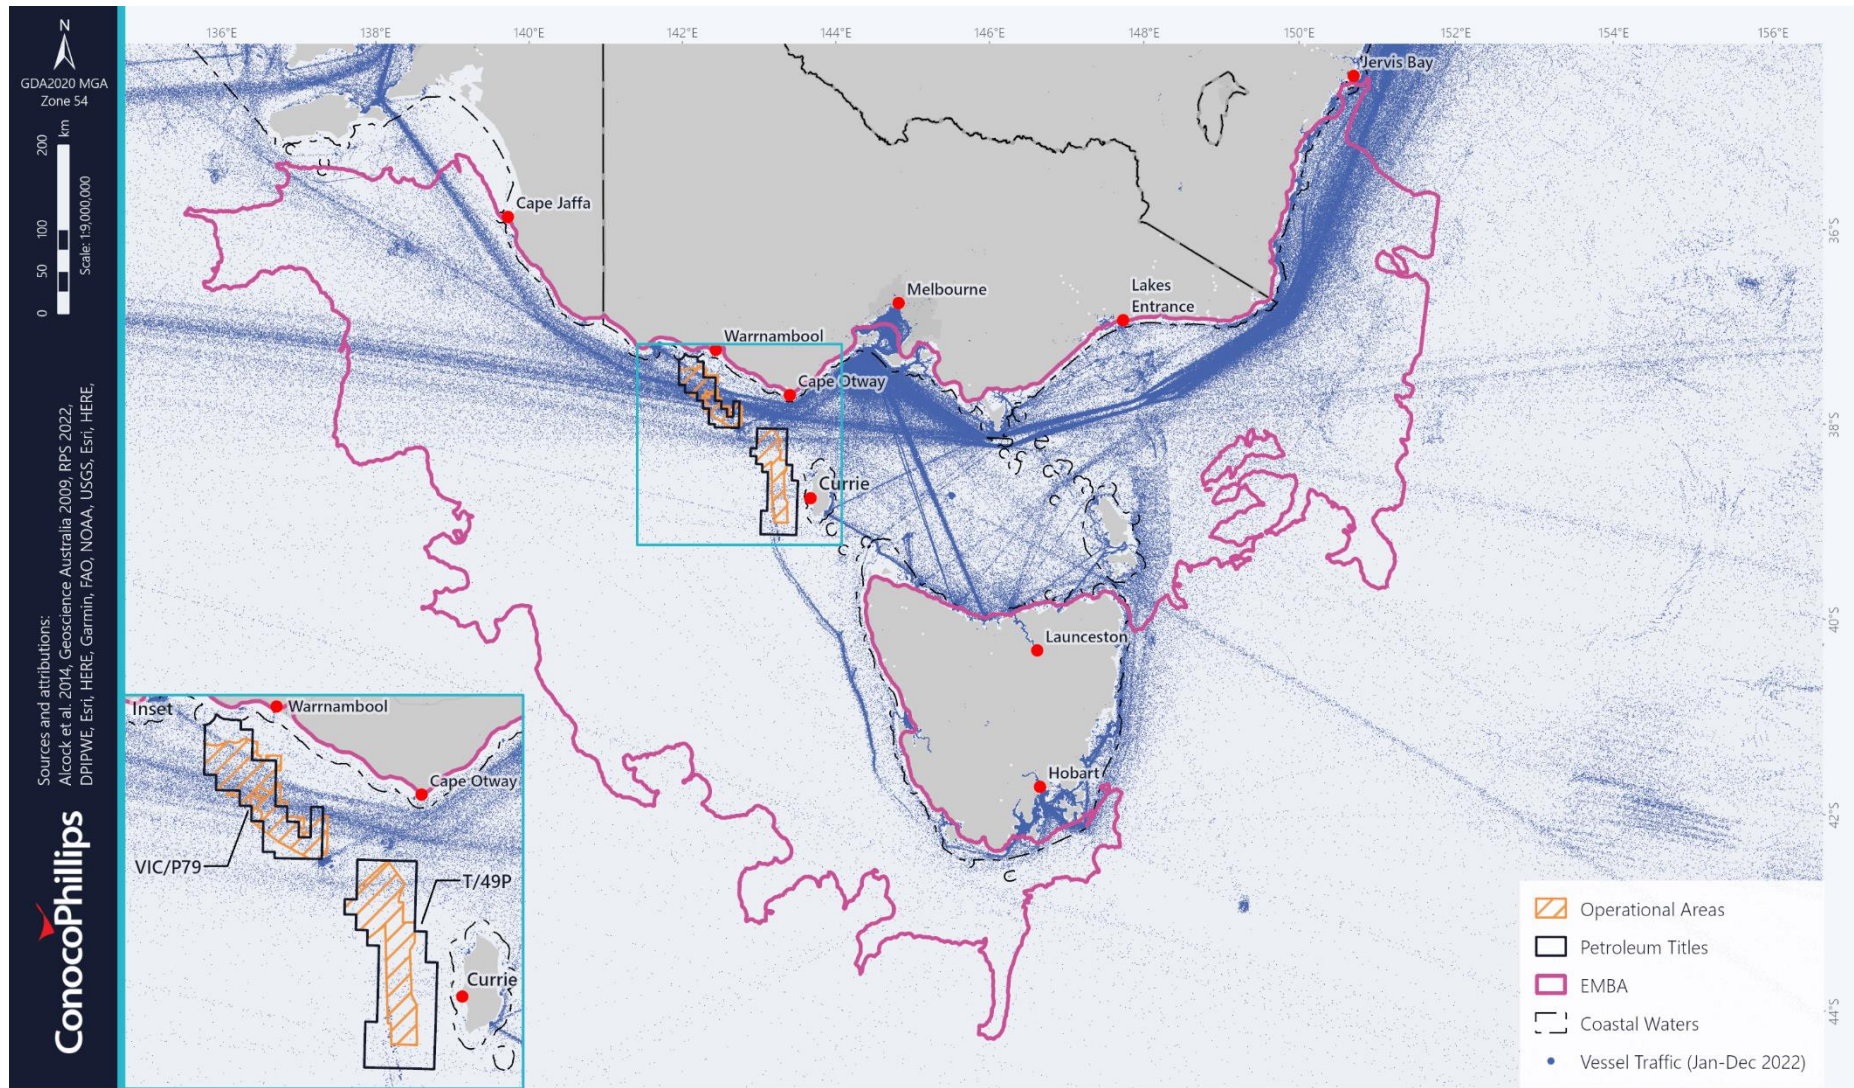 136°E
138°E
140°E
142°E
144°E
146°E
148°E
150°E
152°E
154°E
156°E
N
GDA2020 MGA
Zone 54
200
km
100
50
0
Scale: 1:9,000,000
Sources and attributions:
Alcock et al. 2014, Geoscience Australia 2009, RPS 2022,
DPIPWE, Esri, HERE, Garmin, FAO, NOAA, USGS, Esri, HERE,
ConocoPhillips
Jervis Bay
Cape Jaffa
36°S
Melbourne
Lakes
Entrance
Warrnambool
Cape Otway
38°S
Currie
40°S
Launceston
Hobart
42°S
44°S
Inset
Warrnambool
Cape Otway
VIC/P79
T/49P
Currie
Operational Areas
Petroleum Titles
EMBA
Coastal Waters
Vessel Traffic (Jan-Dec 2022)